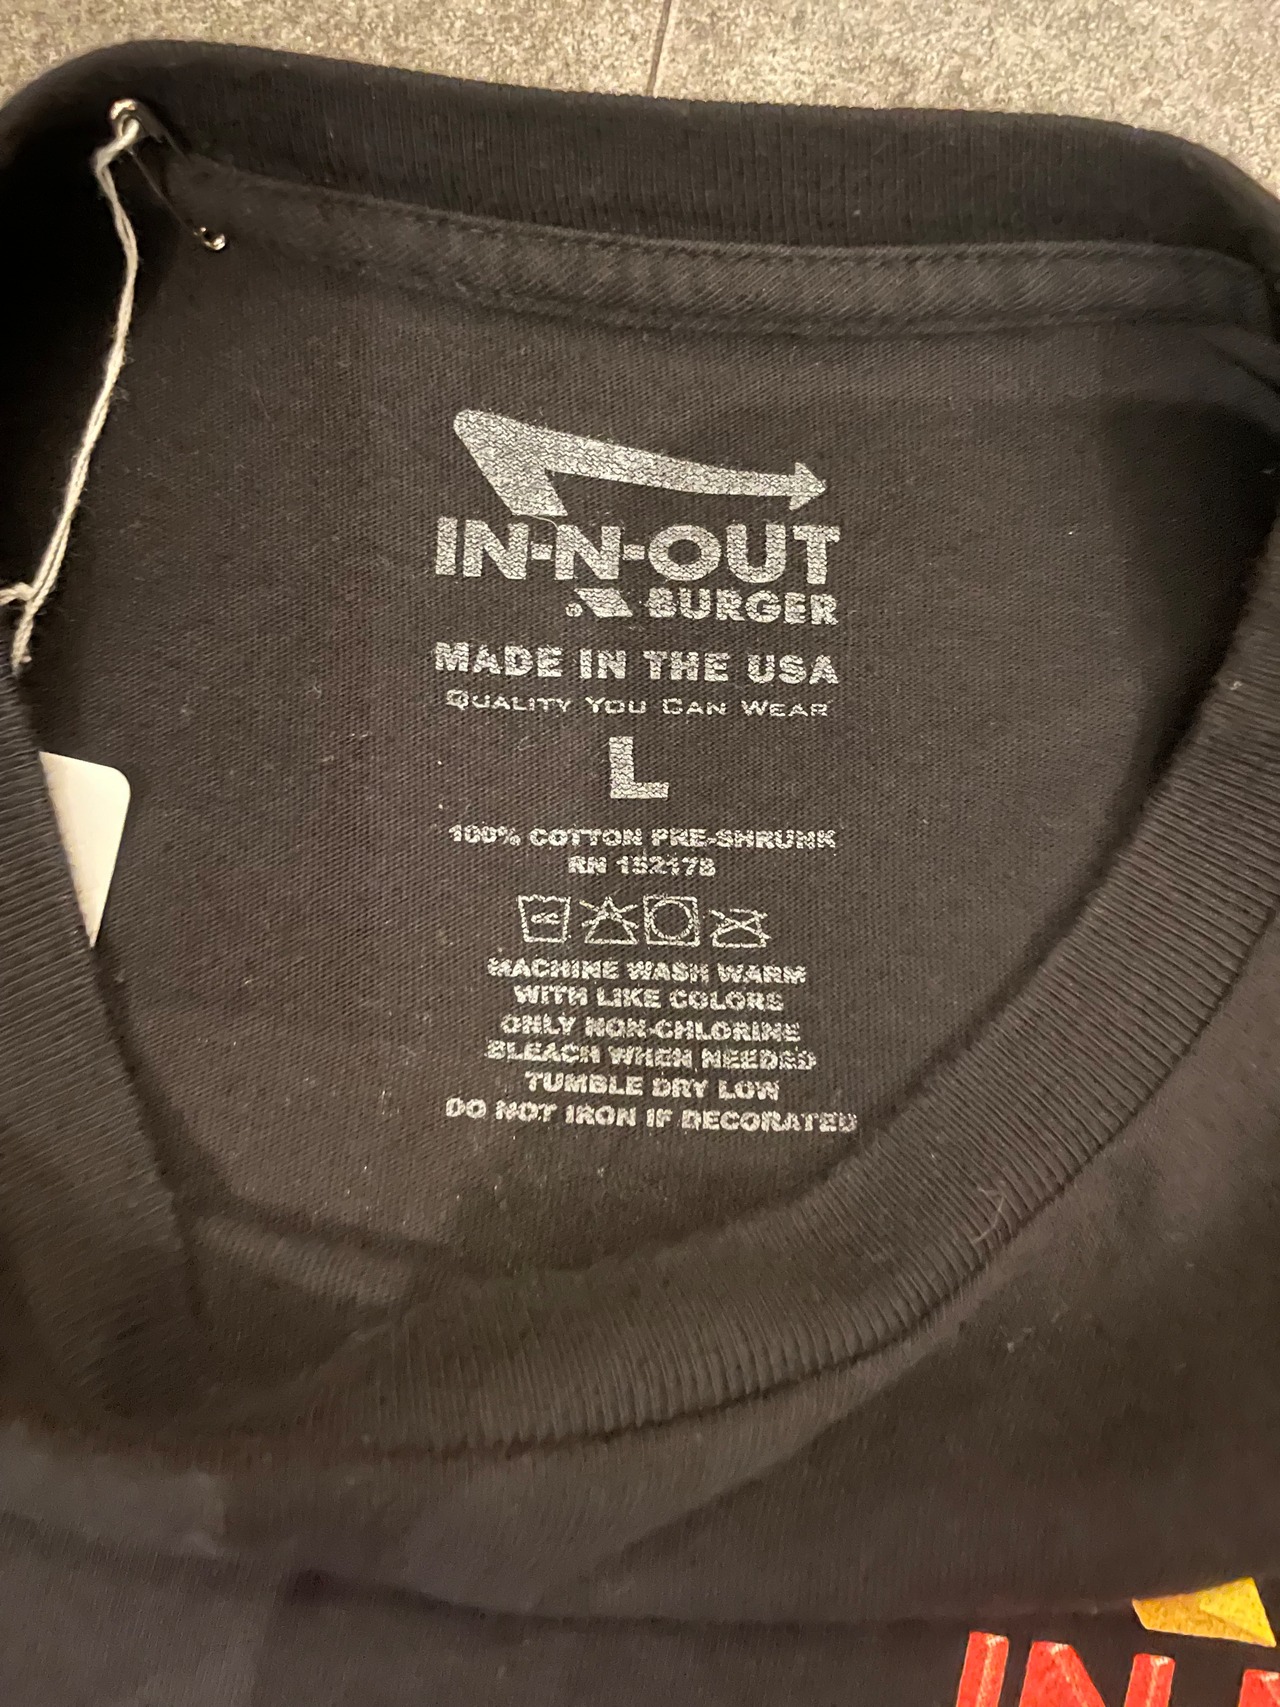 IN-N-OUT
® BURGER
MADE IN THE USA
QUALITY YOU CAN WEAR
L
100% COTTON PRE-SHRUNK
RN 152178
MACHINE WASH WARM
WITH LIKE COLORS
ONLY NON-CHLORINE
BLEACH WHEN NEEDED
TUMBLE DRY LOW
DO NOT IRON IF DECORATED
IN-N